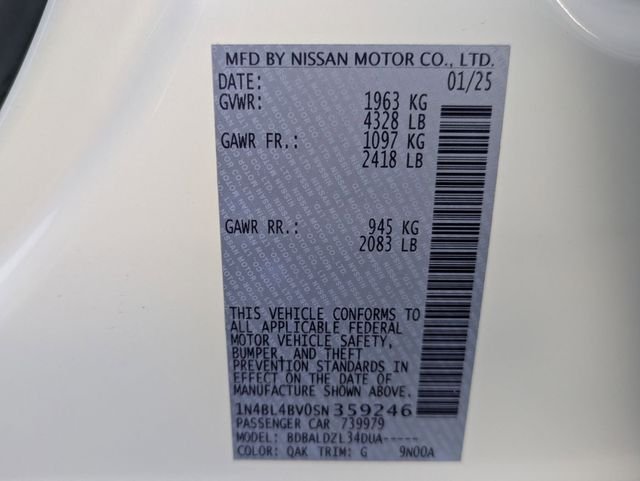 MFD BY NISSAN MOTOR CO., LTD.
DATE: 01/25
GVWR: 1963 KG
4328 LB
GAWR FR.: 1097 KG
2418 LB
GAWR RR.: 945 KG
2083 LB
THIS VEHICLE CONFORMS TO
ALL APPLICABLE FEDERAL
MOTOR VEHICLE SAFETY,
BUMPER, AND THEFT
PREVENTION STANDARDS IN
EFFECT ON THE DATE OF
MANUFACTURE SHOWN ABOVE.
1N4BL4BV0SN359246
PASSENGER CAR 739979
MODEL: BDBALDZL34DUA-----
COLOR: QAK TRIM: G 9N00A